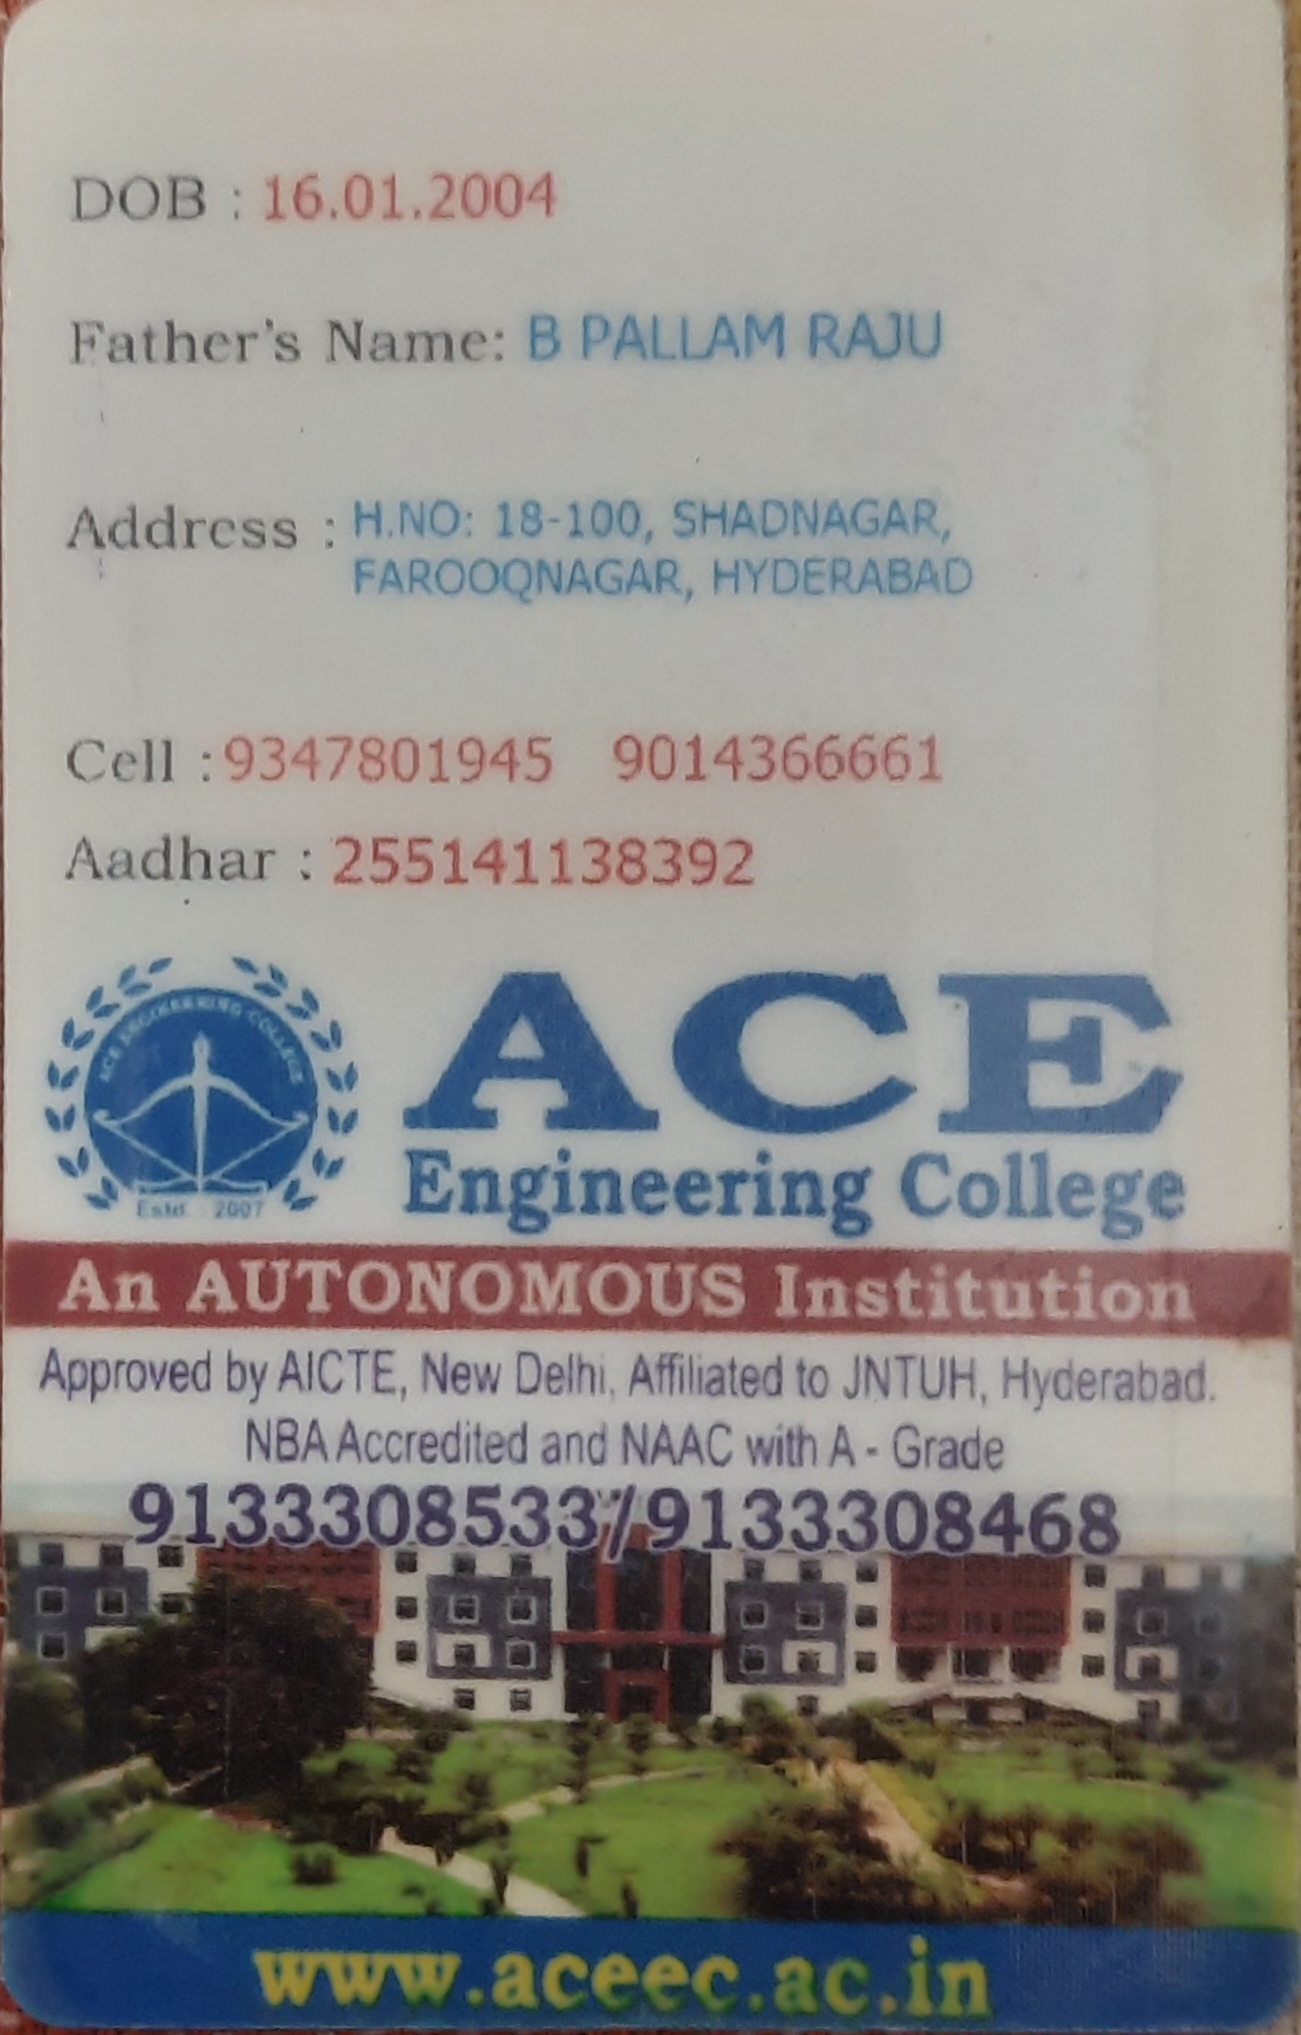 DOB : 16.01.2004
Father's Name: B PALLAM RAJU
Address : H.NO: 18-100, SHADNAGAR,
FAROOQNAGAR, HYDERABAD
Cell : 9347801945 9014366661
Aadhar : 255141138392
ACE ENGINEERING COLLEGE
Estd. 2007
ACE
Engineering College
An AUTONOMOUS Institution
Approved by AICTE, New Delhi, Affiliated to JNTUH, Hyderabad.
NBA Accredited and NAAC with A - Grade
9133308533/9133308468
www.aceec.ac.in